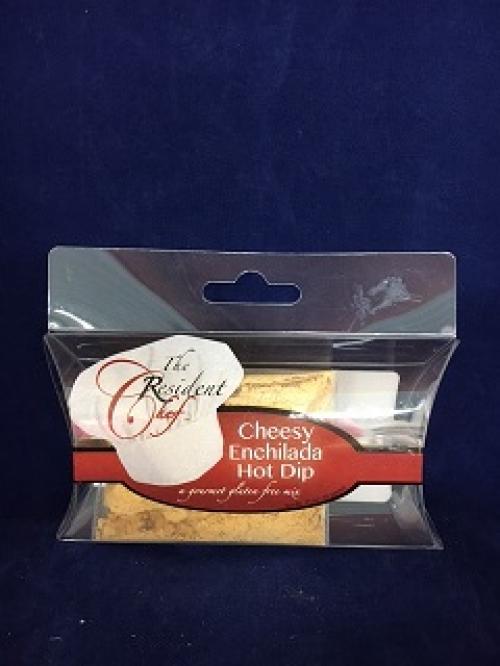 The
Resident
Chef
Cheesy
Enchilada
Hot Dip
a gourmet gluten free mix